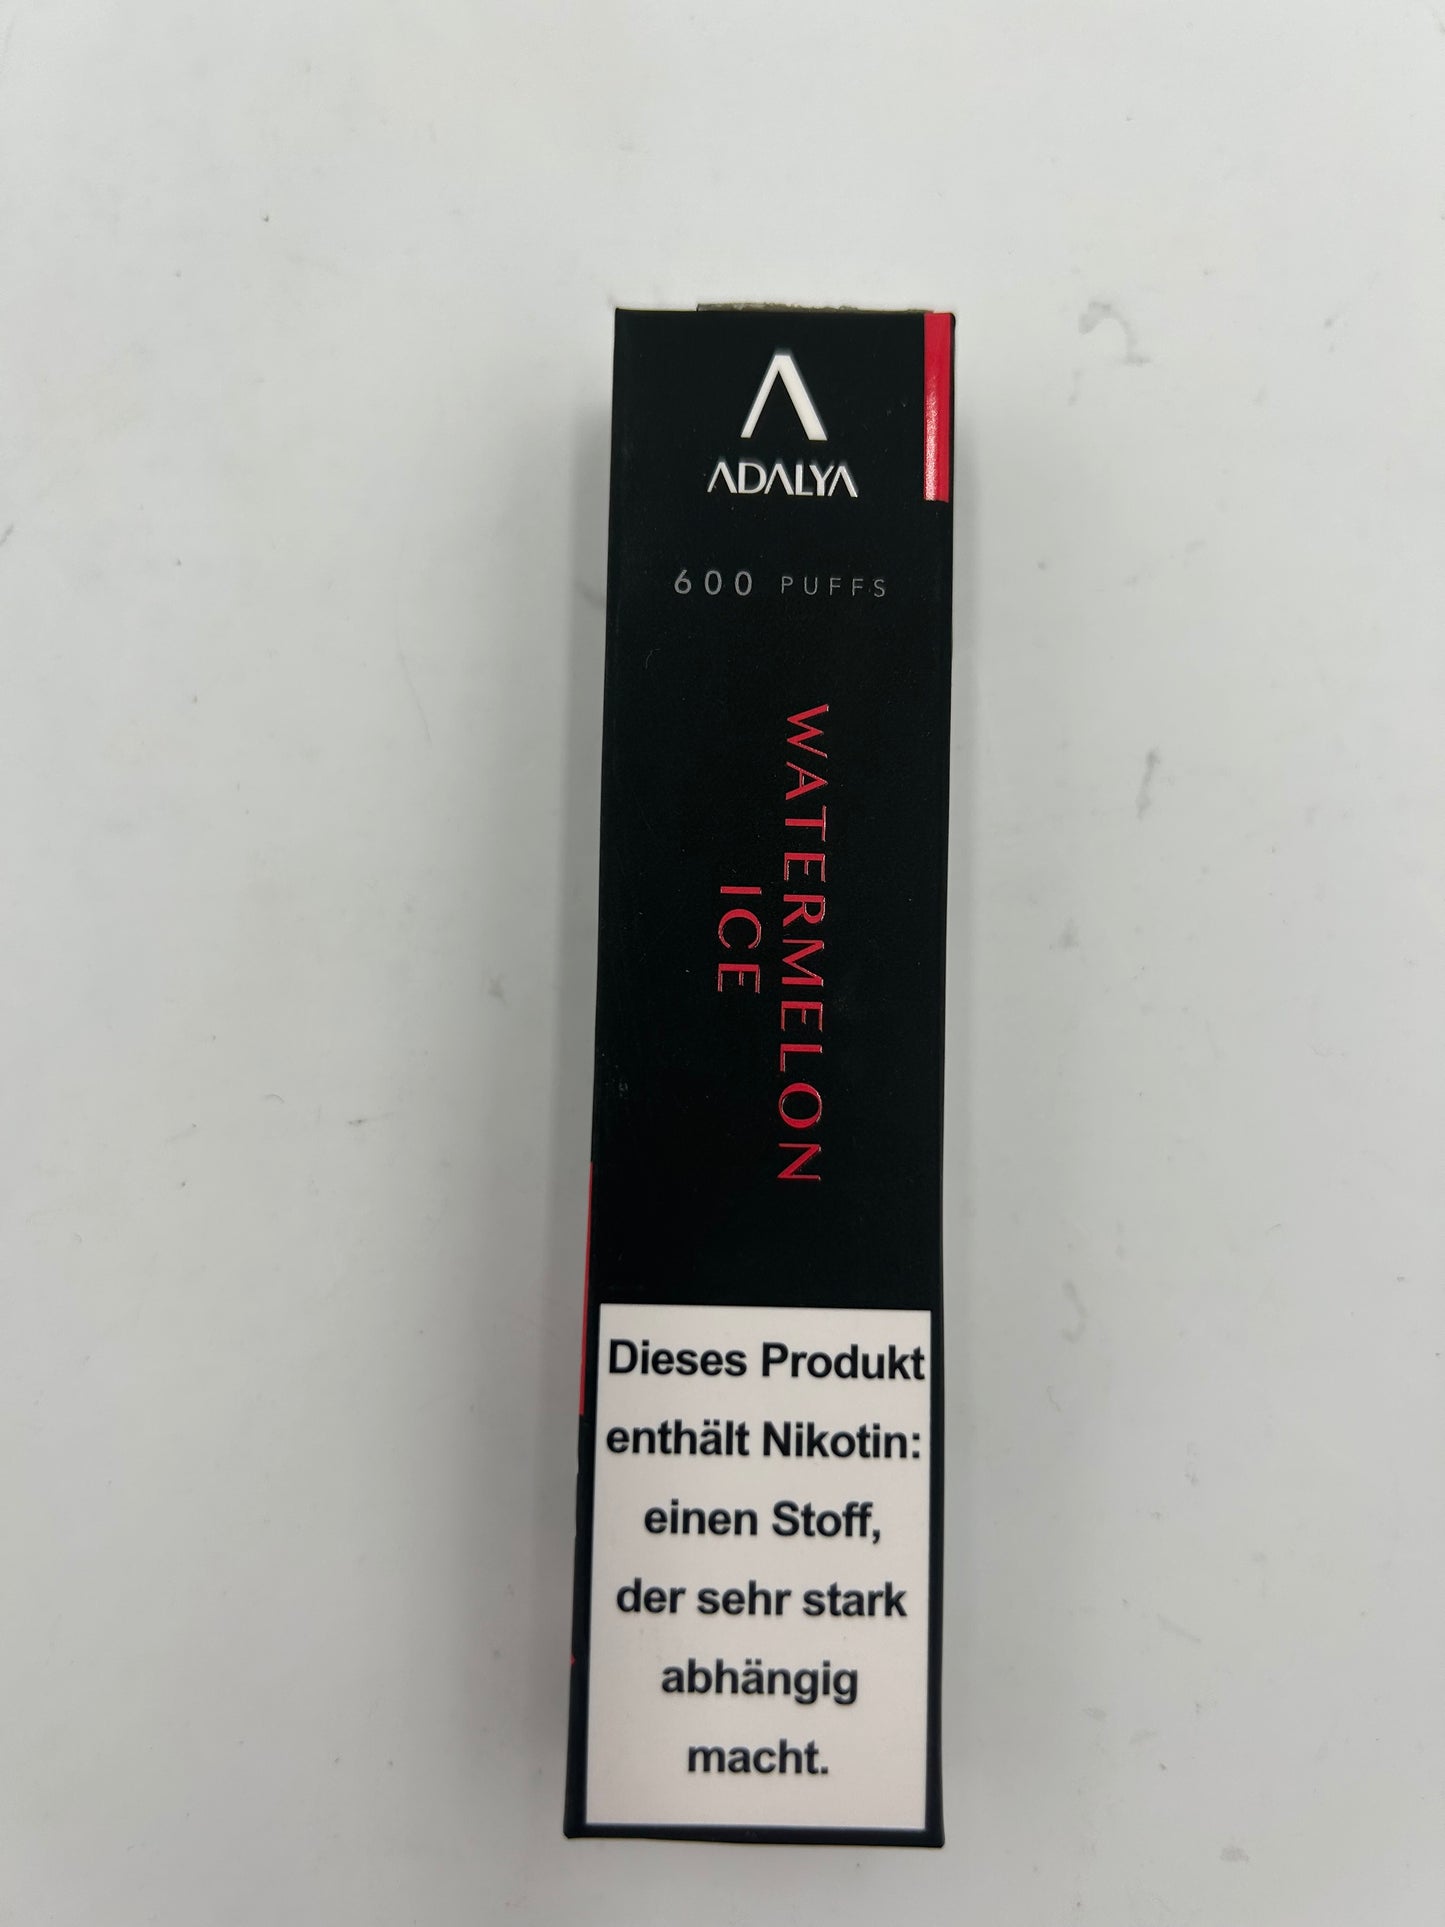 ADALYA
600 PUFFS
WATERMELON
ICE
Dieses Produkt
enthält Nikotin:
einen Stoff,
der sehr stark
abhängig
macht.